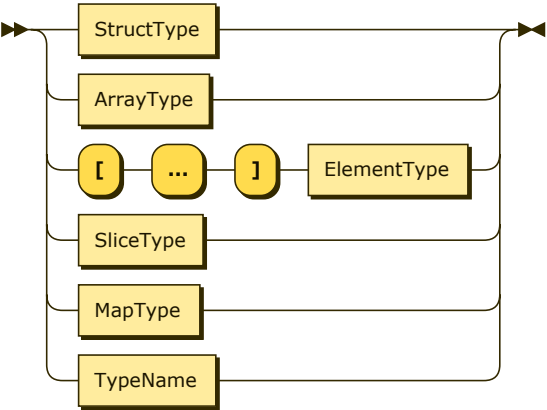 StructType
ArrayType
[ ... ] ElementType
SliceType
MapType
TypeName